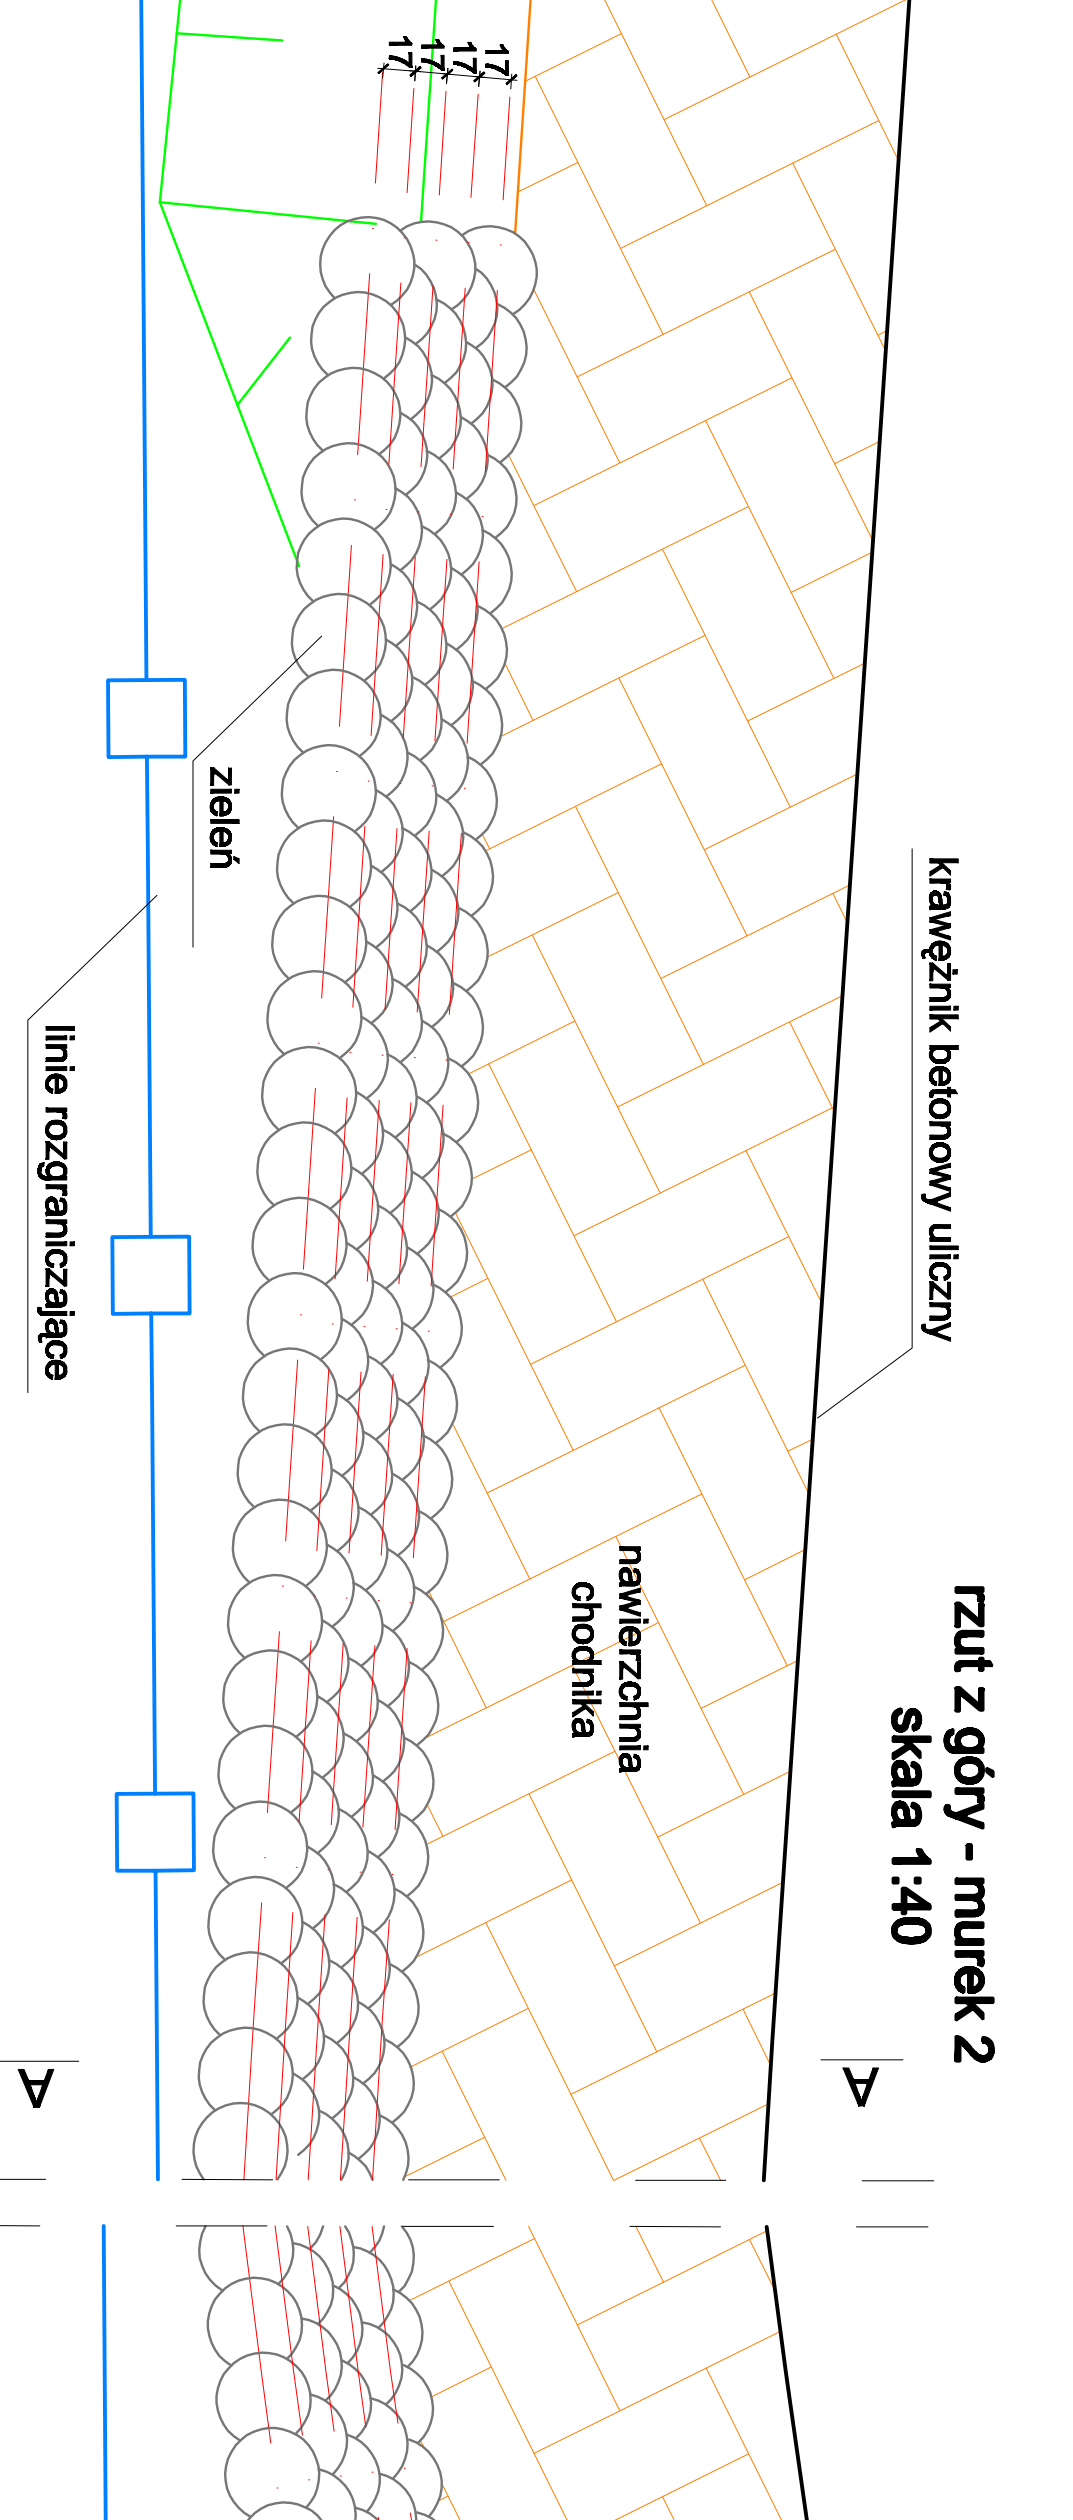 rzut z góry - murek 2
skala 1:40
krawężnik betonowy uliczny
nawierzchnia
chodnika
17
17
17
17
zieleń
linie rozgraniczające
A
A